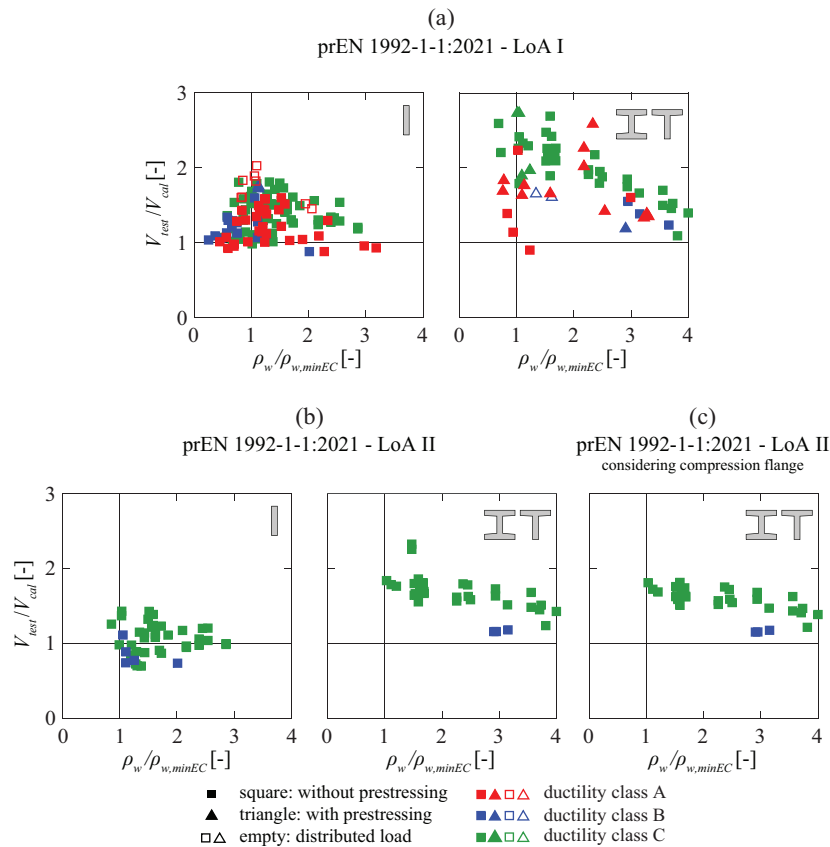 (a)
prEN 1992-1-1:2021 - LoA I
3
2
1
0
V_test/V_cal [-]
0 1 2 3 4
0 1 2 3 4
ρ_w/ρ_w,minEC [-]
ρ_w/ρ_w,minEC [-]
(b)
prEN 1992-1-1:2021 - LoA II
(c)
prEN 1992-1-1:2021 - LoA II
considering compression flange
3
2
1
0
V_test/V_cal [-]
0 1 2 3 4
0 1 2 3 4
0 1 2 3 4
ρ_w/ρ_w,minEC [-]
ρ_w/ρ_w,minEC [-]
ρ_w/ρ_w,minEC [-]
square: without prestressing
triangle: with prestressing
empty: distributed load
ductility class A
ductility class B
ductility class C